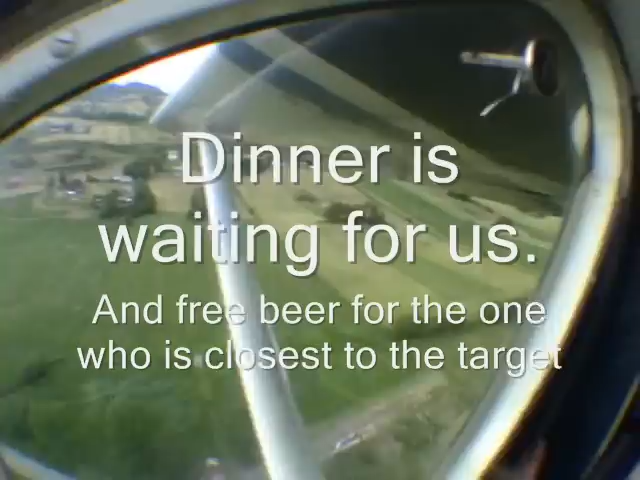 Dinner is
waiting for us.
And free beer for the one
who is closest to the target